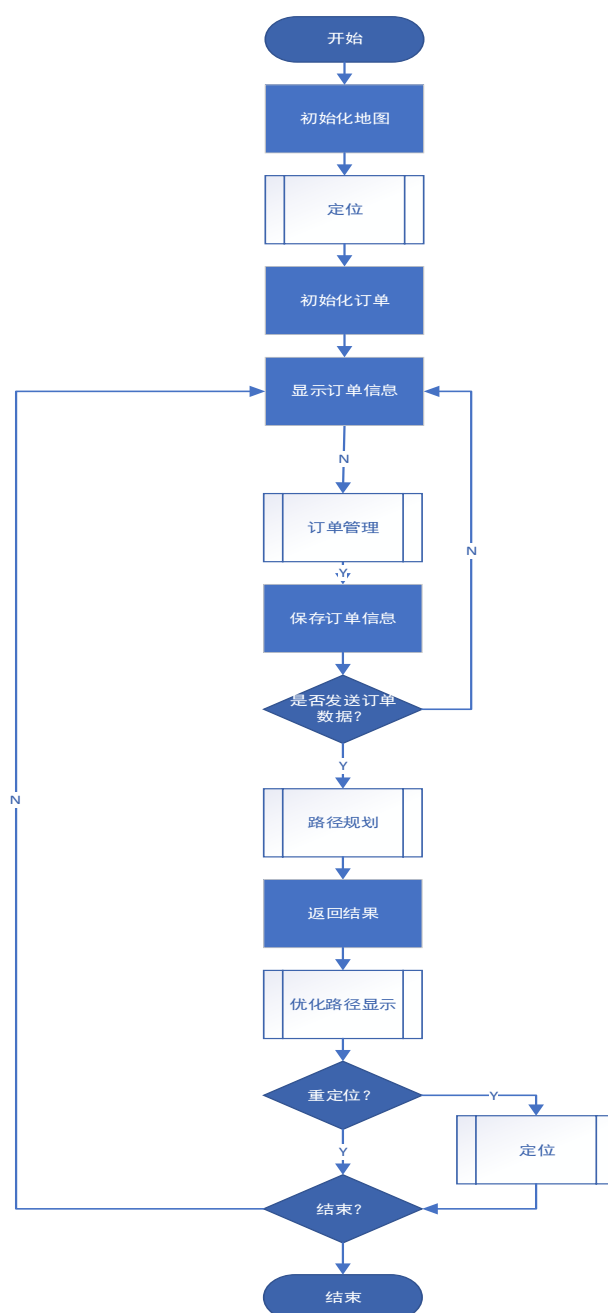 开始
初始化地图
定位
初始化订单
显示订单信息
N
订单管理
N
Y
保存订单信息
是否发送订单
数据?
Y
路径规划
N
返回结果
优化路径显示
重定位?
Y
Y
定位
结束?
结束